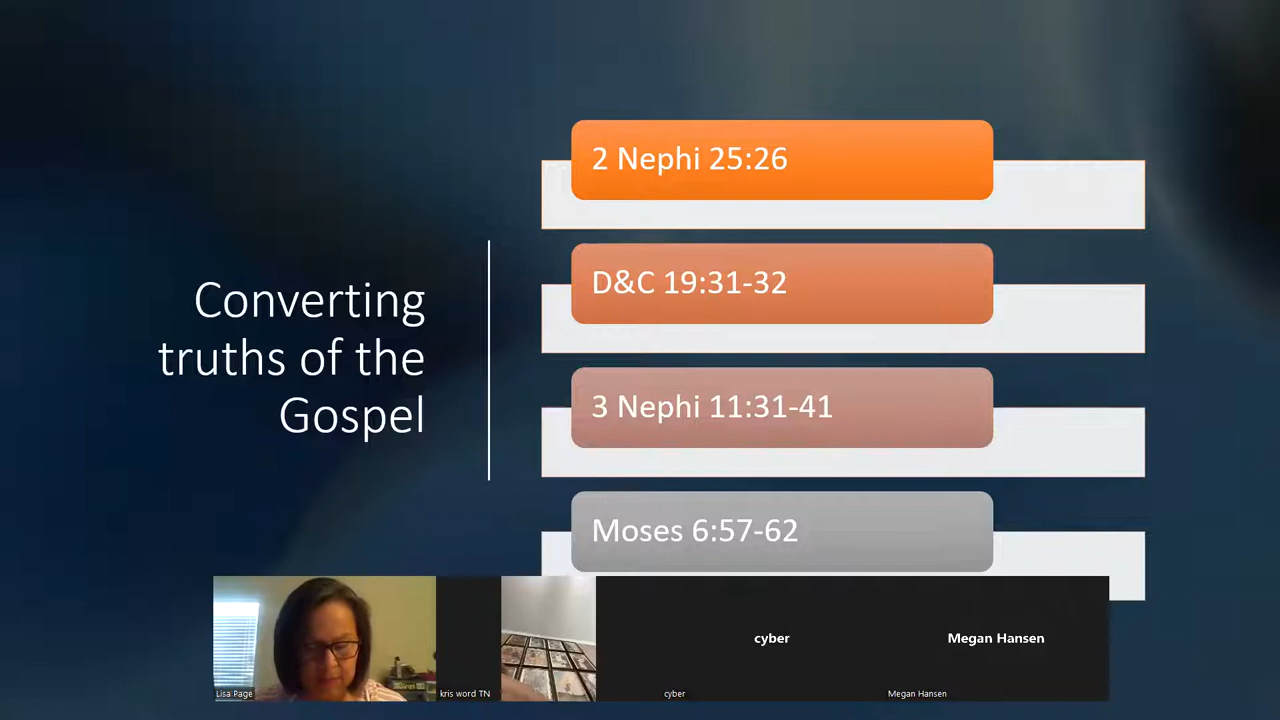 Converting
truths of the
Gospel
2 Nephi 25:26
D&C 19:31-32
3 Nephi 11:31-41
Moses 6:57-62
cyber
Megan Hansen
Lisa Page
kris word TN
cyber
Megan Hansen